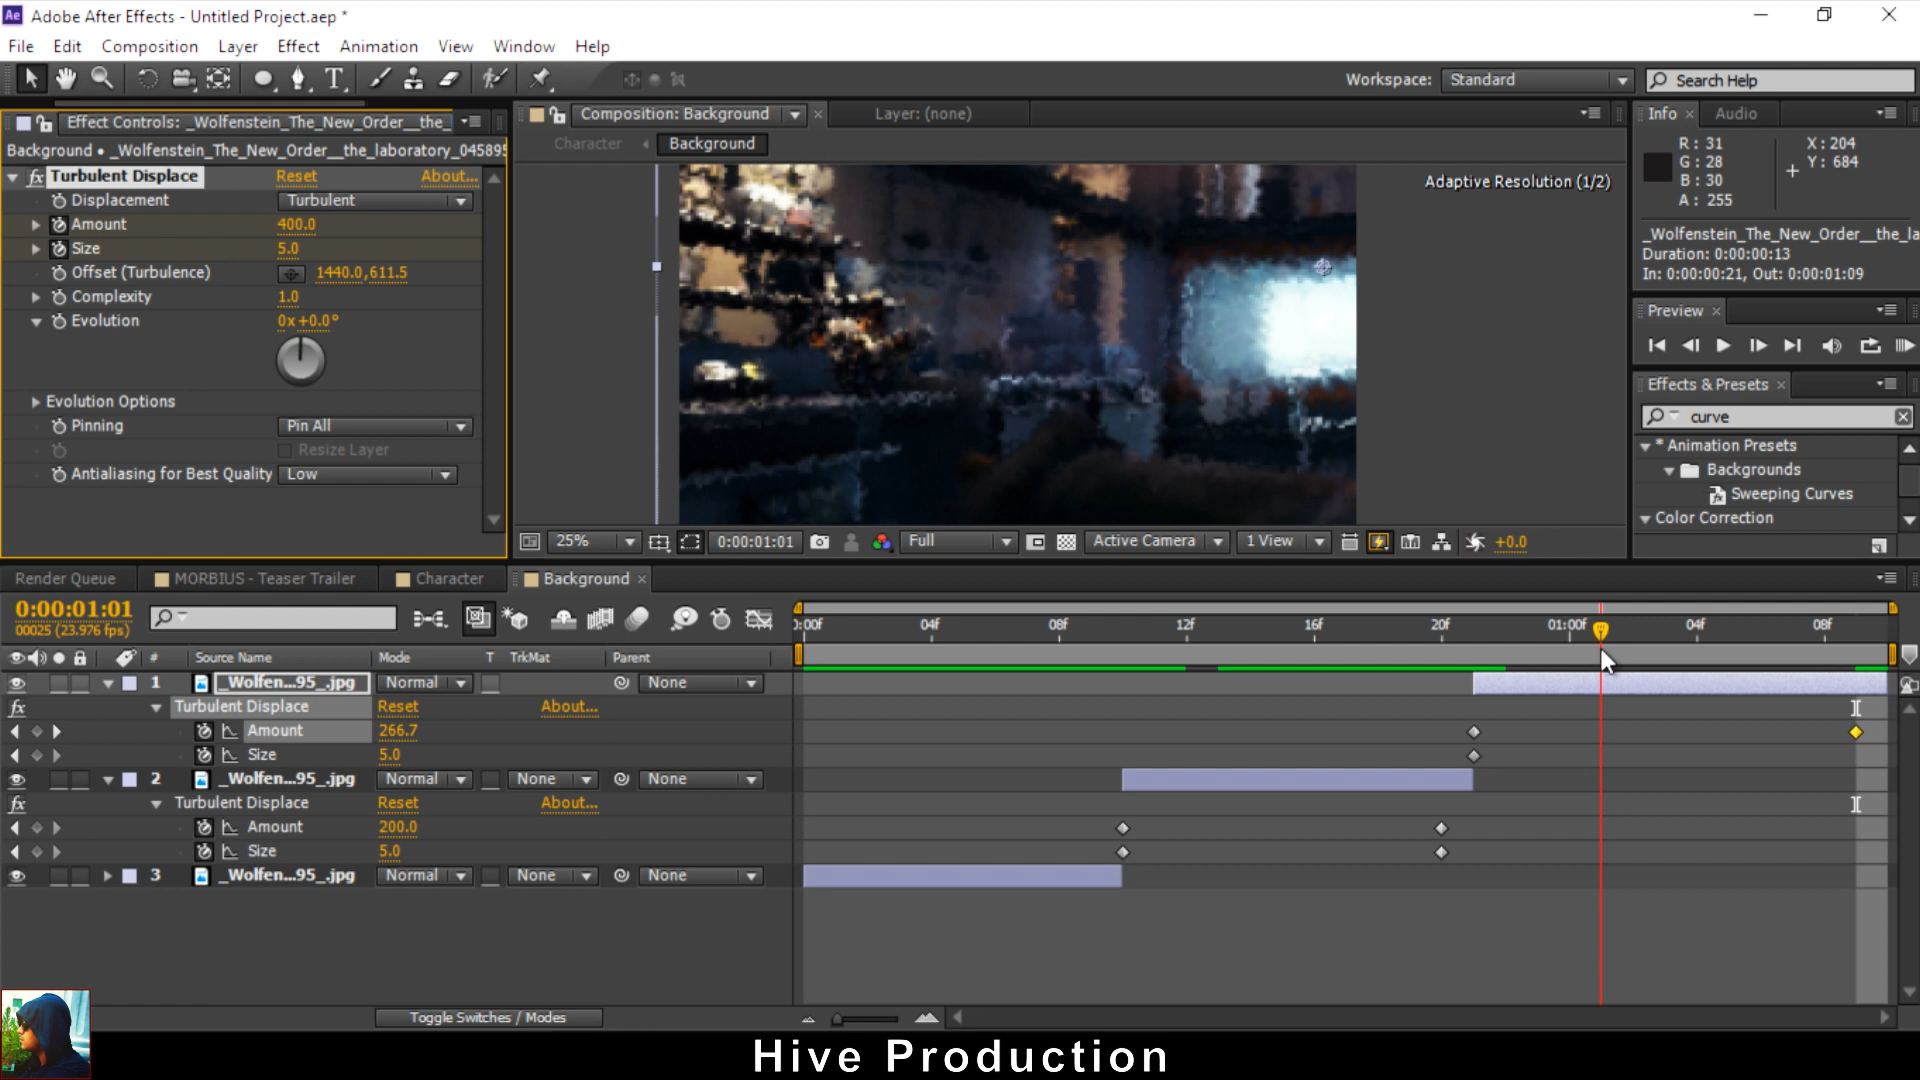 Ae Adobe After Effects - Untitled Project.aep *
File Edit Composition Layer Effect Animation View Window Help
Workspace: Standard Search Help
Effect Controls: _Wolfenstein_The_New_Order__the_
Background • _Wolfenstein_The_New_Order__the_laboratory_045895
fx Turbulent Displace Reset About...
Displacement Turbulent
Amount 400.0
Size 5.0
Offset (Turbulence) 1440.0,611.5
Complexity 1.0
Evolution 0x+0.0°
Evolution Options
Pinning Pin All
Resize Layer
Antialiasing for Best Quality Low
Composition: Background Layer: (none)
Character Background
Adaptive Resolution (1/2)
25% 0:00:01:01 Full Active Camera 1 View +0.0
Info Audio
R: 31 X: 204
G: 28 Y: 684
B: 30
A: 255
_Wolfenstein_The_New_Order__the_la
Duration: 0:00:00:13
In: 0:00:00:21, Out: 0:00:01:09
Preview
Effects & Presets
curve
* Animation Presets
Backgrounds
Sweeping Curves
Color Correction
Render Queue MORBIUS - Teaser Trailer Character Background
0:00:01:01
00025 (23.976 fps)
):00f 04f 08f 12f 16f 20f 01:00f 04f 08f
# Source Name Mode T TrkMat Parent
1 _Wolfen...95_.jpg Normal None
fx Turbulent Displace Reset About...
Amount 266.7
Size 5.0
2 _Wolfen...95_.jpg Normal None None
fx Turbulent Displace Reset About...
Amount 200.0
Size 5.0
3 _Wolfen...95_.jpg Normal None None
Toggle Switches / Modes
Hive Production